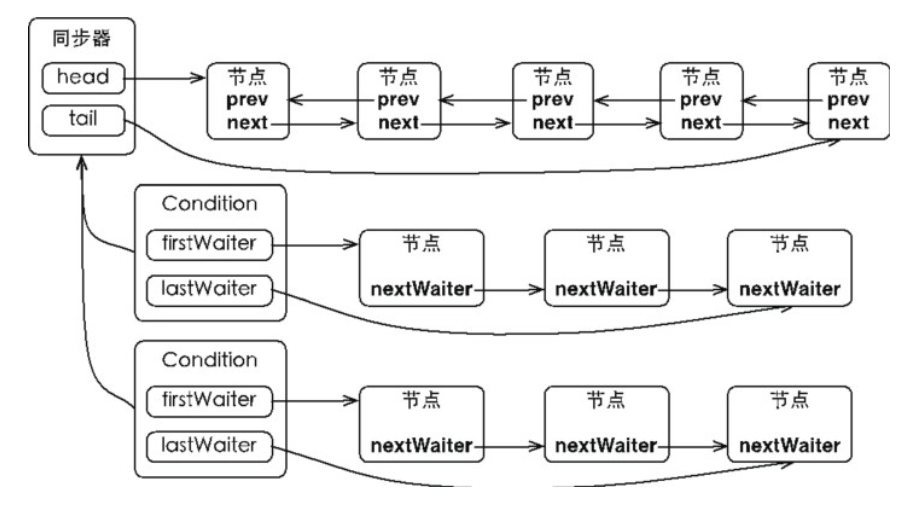 同步器
head
tail
节点 节点 节点 节点 节点
prev prev prev prev prev
next next next next next
Condition
firstWaiter
lastWaiter
节点 节点 节点
nextWaiter nextWaiter nextWaiter
Condition
firstWaiter
lastWaiter
节点 节点 节点
nextWaiter nextWaiter nextWaiter